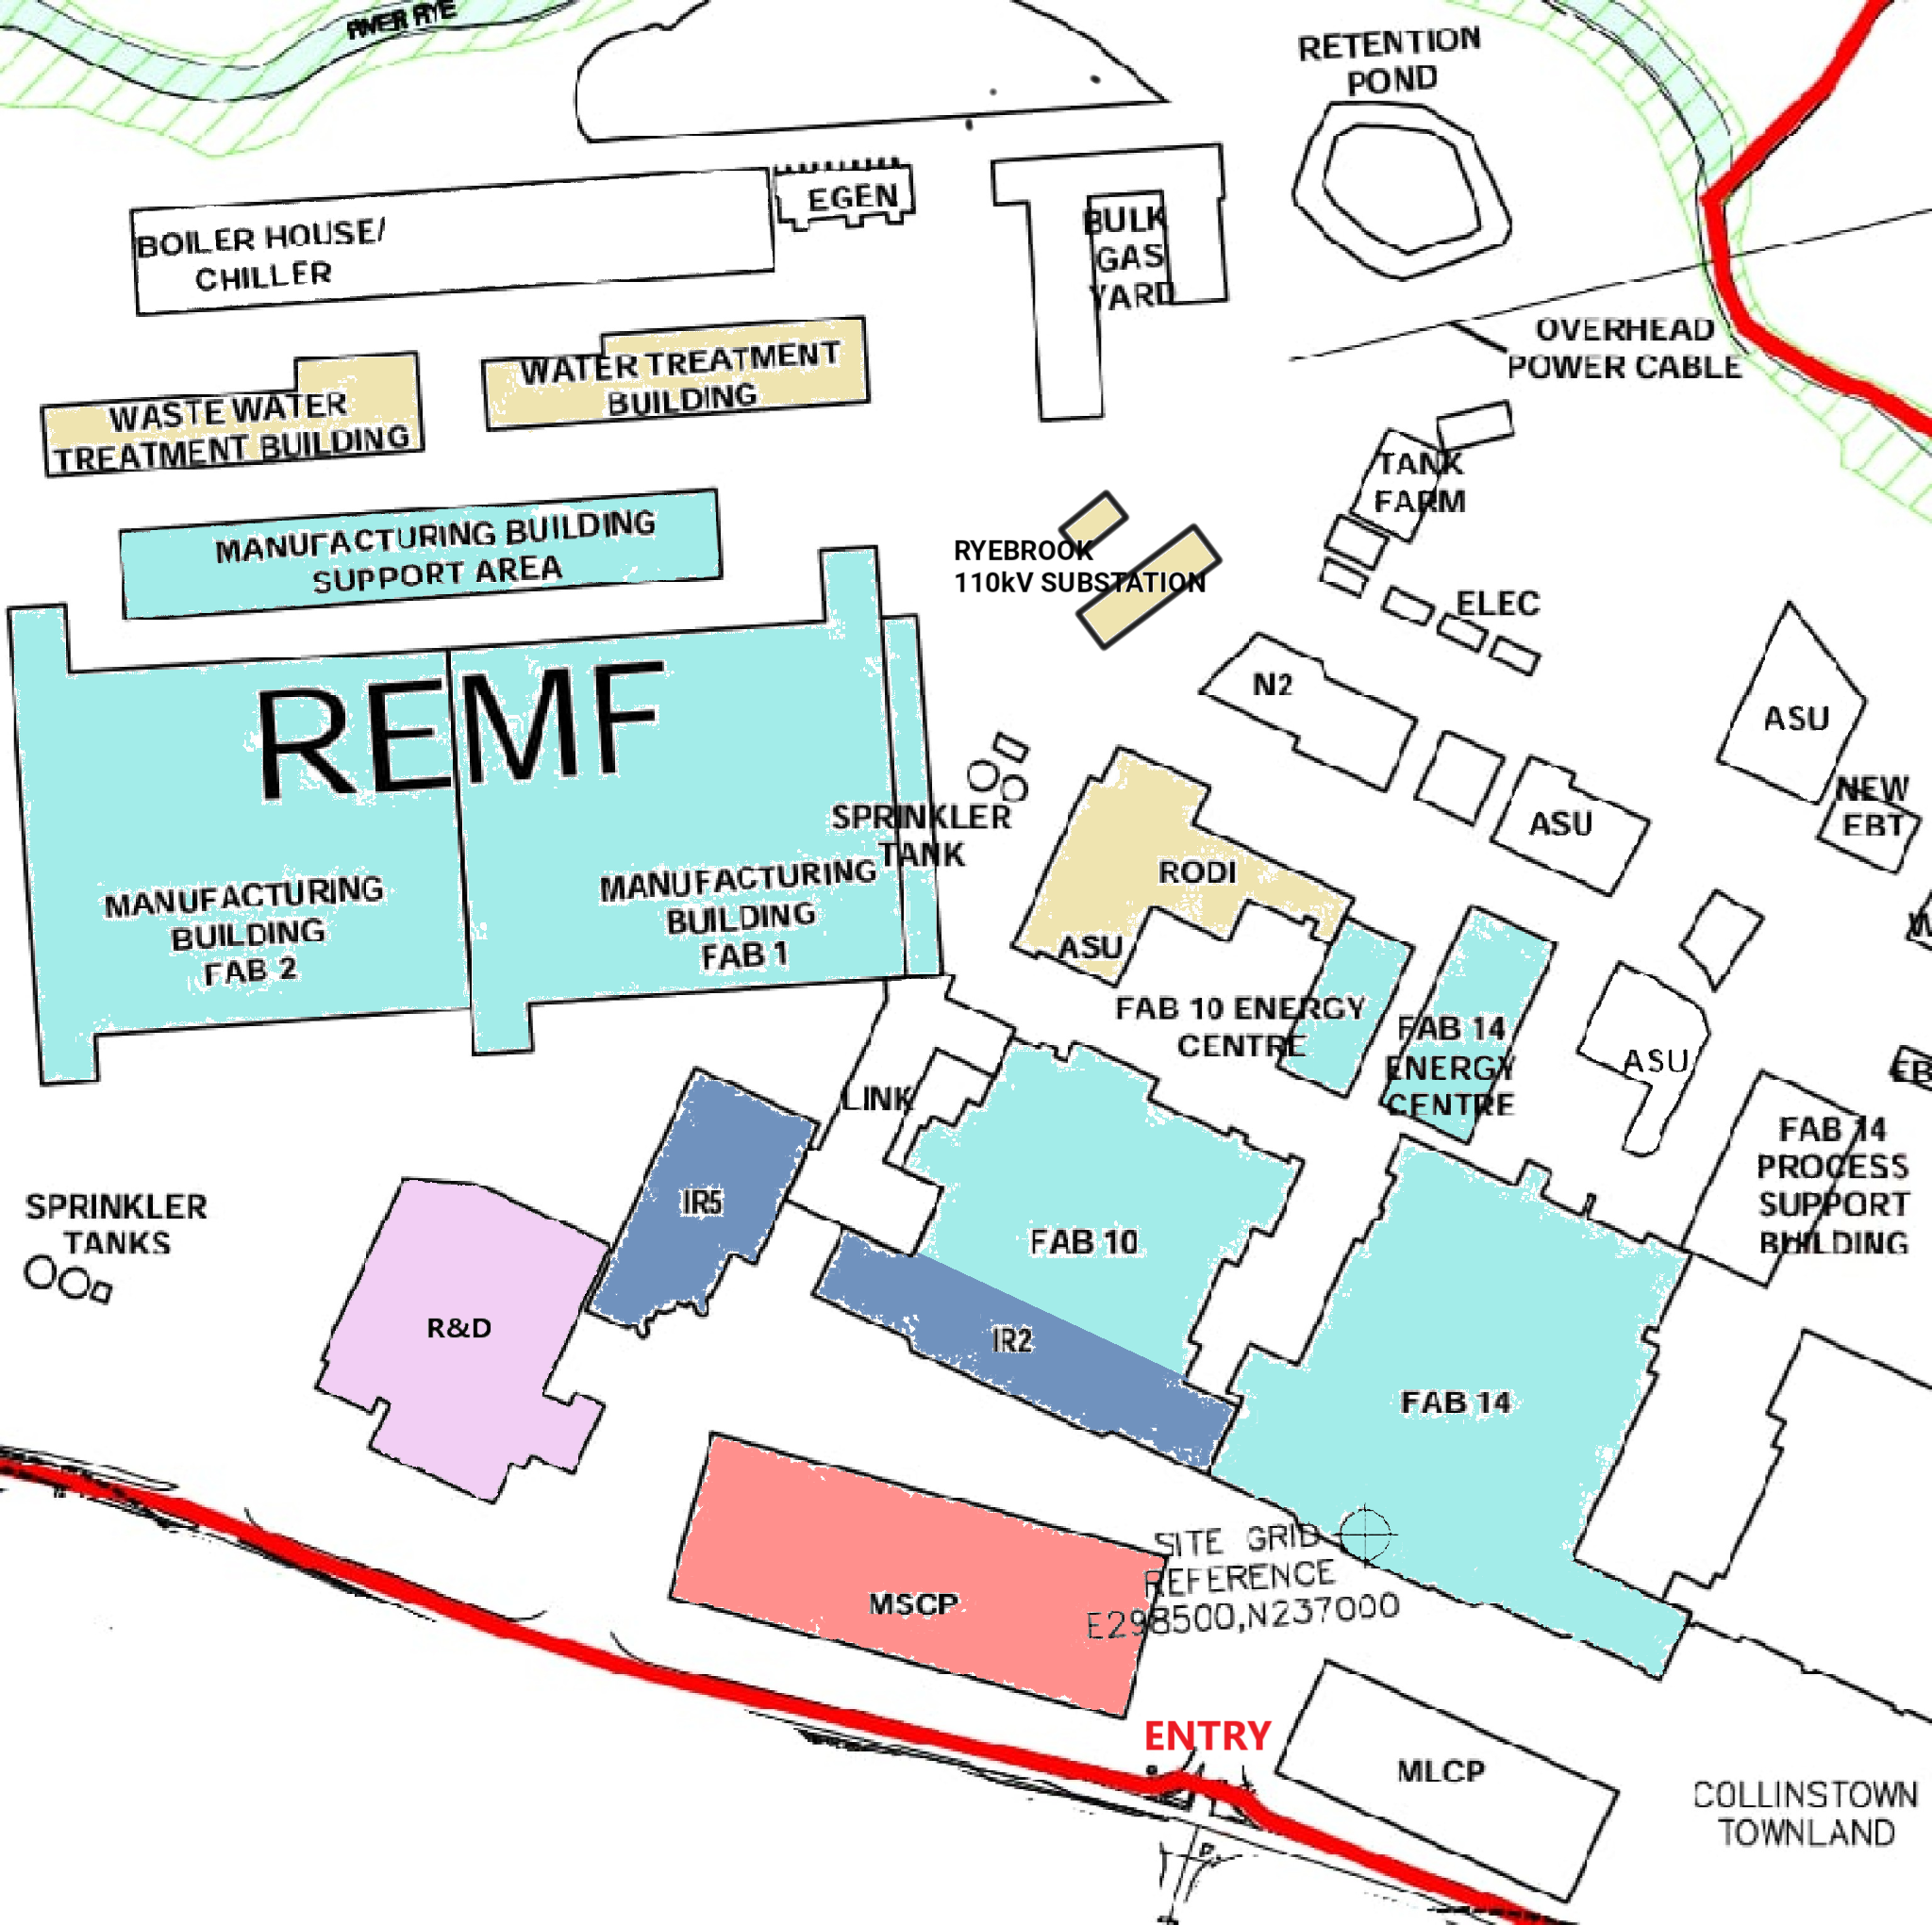 RIVER RYE
RETENTION
POND
EGEN
BOILER HOUSE/
CHILLER
BULK
GAS
YARD
OVERHEAD
POWER CABLE
WATER TREATMENT
BUILDING
WASTE WATER
TREATMENT BUILDING
TANK
FARM
MANUFACTURING BUILDING
SUPPORT AREA
RYEBROOK
110kV SUBSTATION
ELEC
N2
ASU
REMF
NEW
EBT
ASU
SPRINKLER
TANK
RODI
ASU
MANUFACTURING
BUILDING
FAB 2
MANUFACTURING
BUILDING
FAB 1
FAB 10 ENERGY
CENTRE
FAB 14
ENERGY
CENTRE
ASU
EB
LINK
FAB 14
PROCESS
SUPPORT
BUILDING
IR5
SPRINKLER
TANKS
FAB 10
R&D
IR2
FAB 14
SITE GRID
REFERENCE
E298500,N237000
MSCP
ENTRY
MLCP
COLLINSTOWN
TOWNLAND
P.